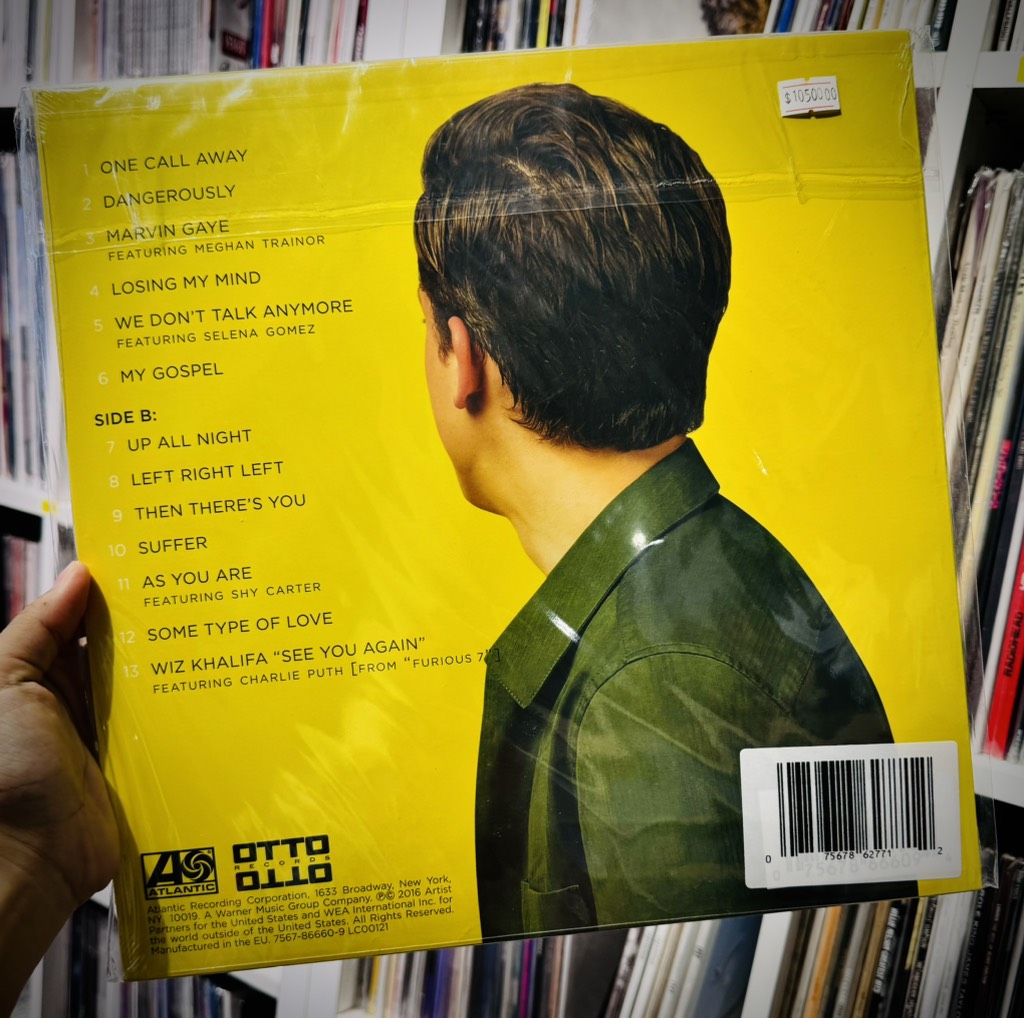 $10500.00
1 ONE CALL AWAY
2 DANGEROUSLY
3 MARVIN GAYE
FEATURING MEGHAN TRAINOR
4 LOSING MY MIND
5 WE DON'T TALK ANYMORE
FEATURING SELENA GOMEZ
6 MY GOSPEL
SIDE B:
7 UP ALL NIGHT
8 LEFT RIGHT LEFT
9 THEN THERE'S YOU
10 SUFFER
11 AS YOU ARE
FEATURING SHY CARTER
12 SOME TYPE OF LOVE
13 WIZ KHALIFA “SEE YOU AGAIN”
FEATURING CHARLIE PUTH [FROM “FURIOUS 7”]
ATLANTIC
OTTO
RECORDS
OTTO
Atlantic Recording Corporation, 1633 Broadway, New York,
NY, 10019. A Warner Music Group Company. ℗© 2016 Artist
Partners for the United States and WEA International Inc. for
the world outside of the United States. All Rights Reserved.
Manufactured in the EU. 7567-86660-9 LC00121
0 75678 62771 2